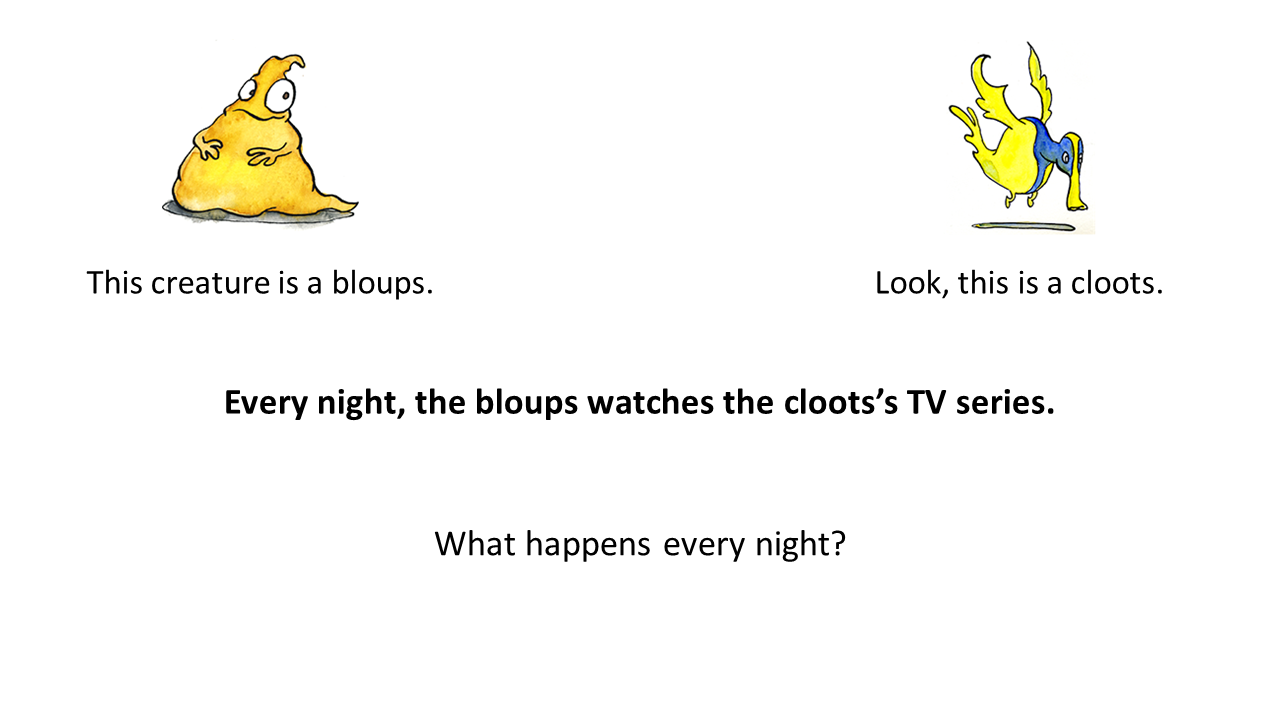 This creature is a bloups.
Look, this is a cloots.
Every night, the bloups watches the cloots’s TV series.
What happens every night?